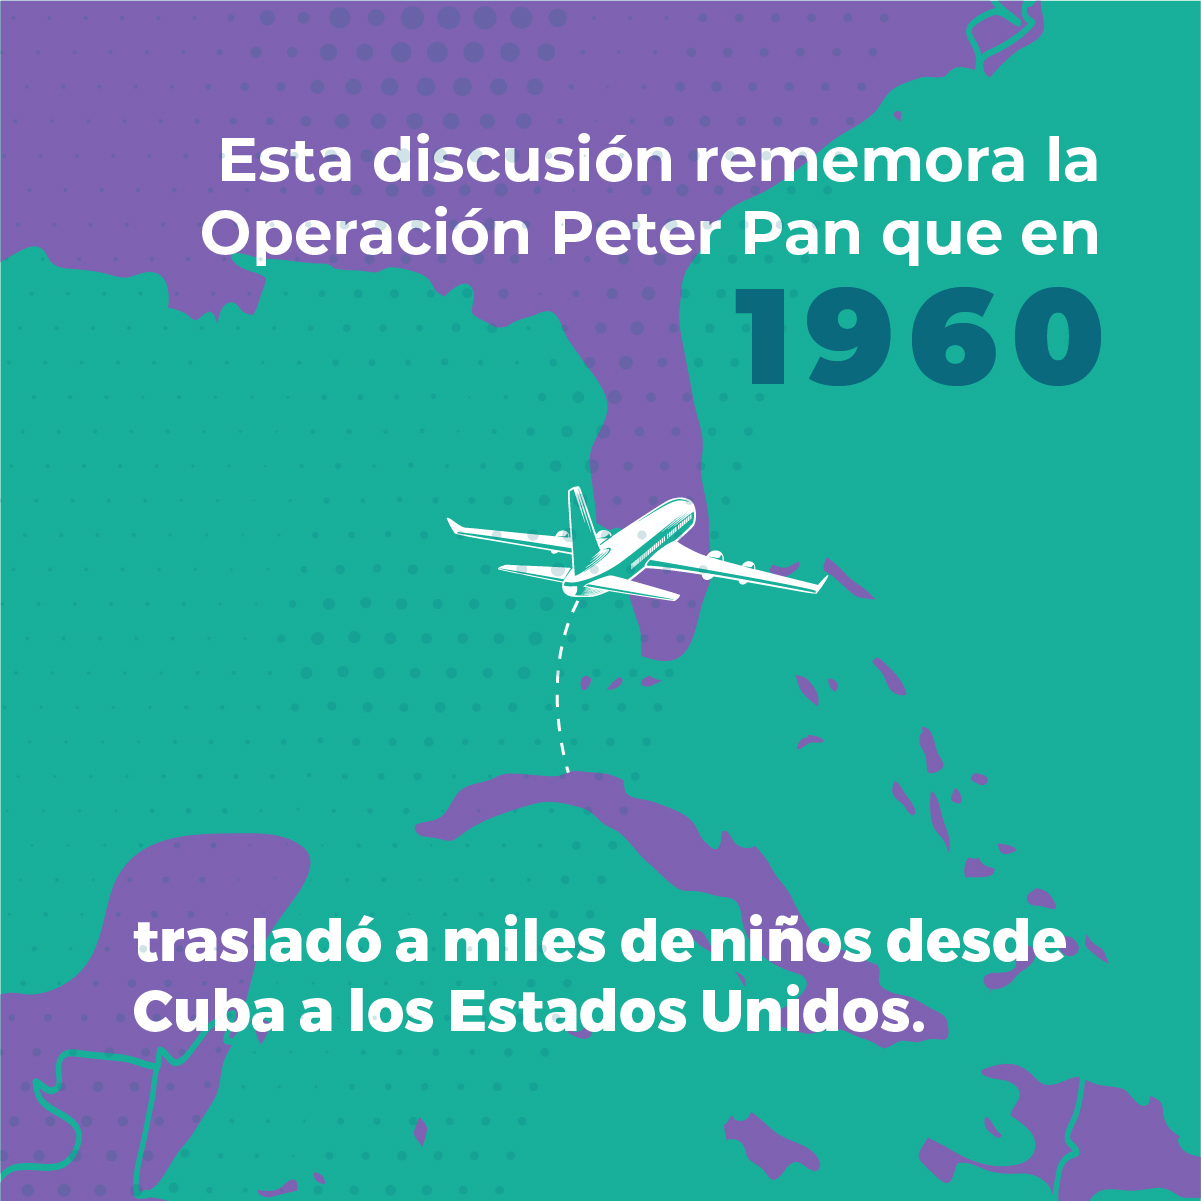 Esta discusión rememora la
Operación Peter Pan que en
1960
trasladó a miles de niños desde
Cuba a los Estados Unidos.